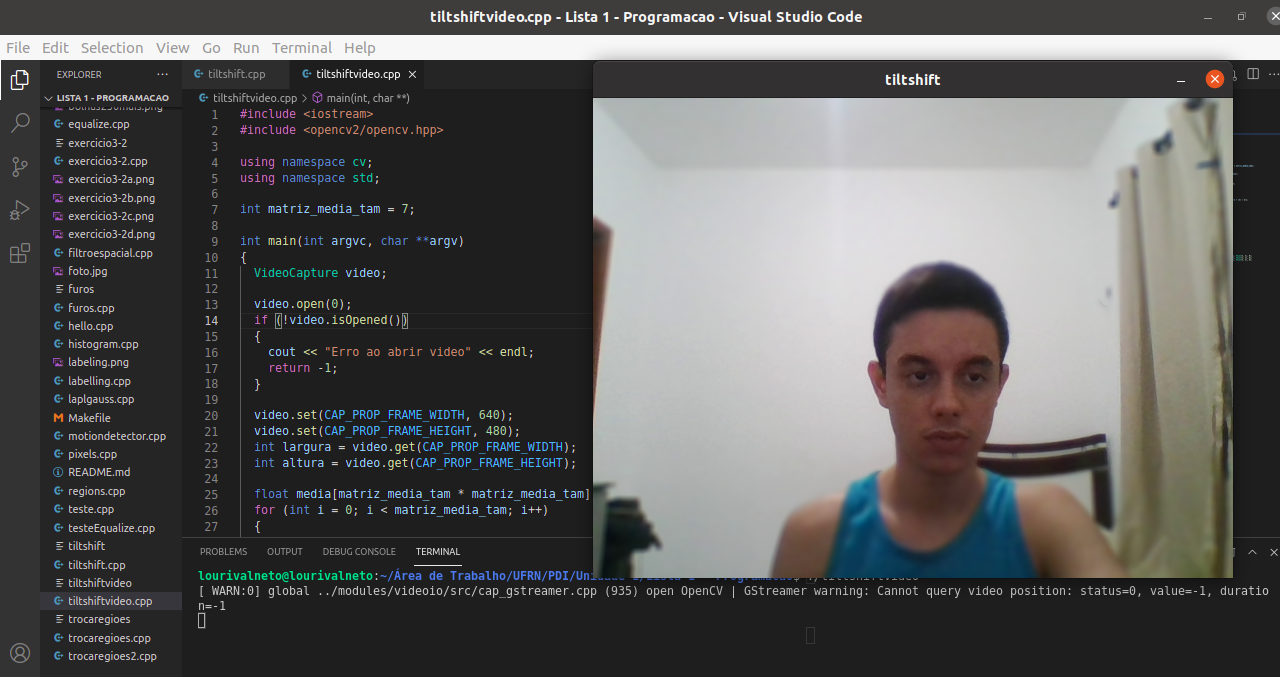 tiltshiftvideo.cpp - Lista 1 - Programacao - Visual Studio Code
File Edit Selection View Go Run Terminal Help
EXPLORER
LISTA 1 - PROGRAMACAO
equalize.cpp
exercicio3-2
exercicio3-2.cpp
exercicio3-2a.png
exercicio3-2b.png
exercicio3-2c.png
exercicio3-2d.png
filtroespacial.cpp
foto.jpg
furos
furos.cpp
hello.cpp
histogram.cpp
labeling.png
labelling.cpp
laplgauss.cpp
Makefile
motiondetector.cpp
pixels.cpp
README.md
regions.cpp
teste.cpp
testeEqualize.cpp
tiltshift
tiltshift.cpp
tiltshiftvideo
tiltshiftvideo.cpp
trocaregioes
trocaregioes.cpp
trocaregioes2.cpp
tiltshift.cpp tiltshiftvideo.cpp
tiltshiftvideo.cpp > main(int, char **)
1 #include <iostream>
2 #include <opencv2/opencv.hpp>
3
4 using namespace cv;
5 using namespace std;
6
7 int matriz_media_tam = 7;
8
9 int main(int argvc, char **argv)
10 {
11 VideoCapture video;
12
13 video.open(0);
14 if (!video.isOpened())
15 {
16 cout << "Erro ao abrir video" << endl;
17 return -1;
18 }
19
20 video.set(CAP_PROP_FRAME_WIDTH, 640);
21 video.set(CAP_PROP_FRAME_HEIGHT, 480);
22 int largura = video.get(CAP_PROP_FRAME_WIDTH);
23 int altura = video.get(CAP_PROP_FRAME_HEIGHT);
24
25 float media[matriz_media_tam * matriz_media_tam]
26 for (int i = 0; i < matriz_media_tam; i++)
27 {
tiltshift
PROBLEMS OUTPUT DEBUG CONSOLE TERMINAL
lourivalneto@lourivalneto:~/Área de Trabalho/UFRN/PDI/
[ WARN:0] global ../modules/videoio/src/cap_gstreamer.cpp (935) open OpenCV | GStreamer warning: Cannot query video position: status=0, value=-1, duratio
n=-1